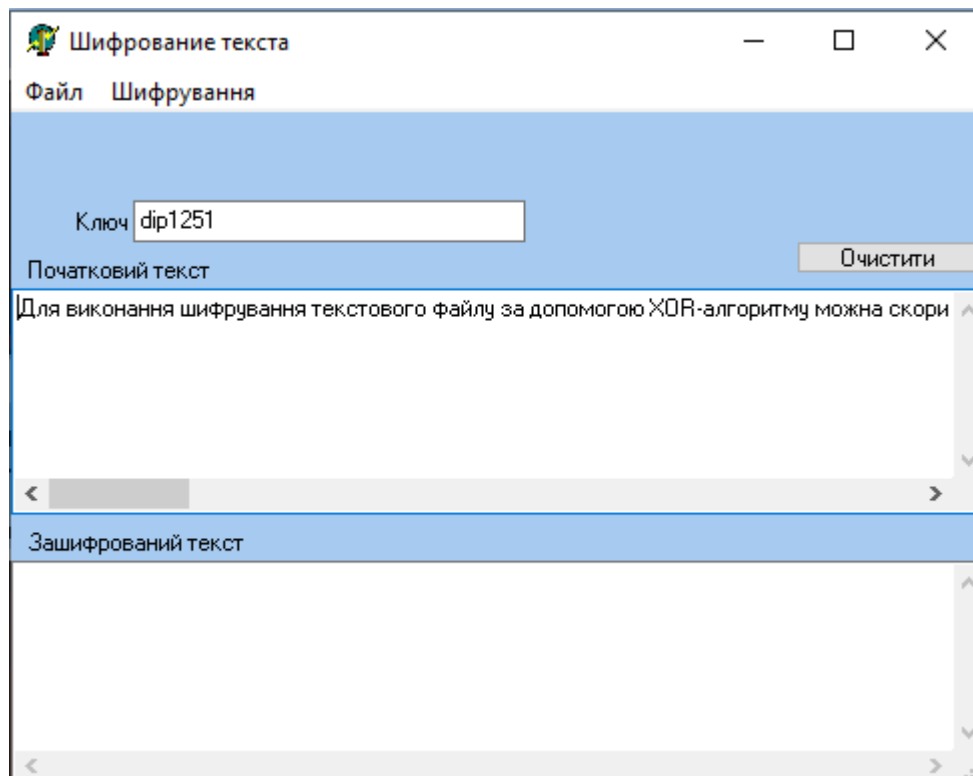 Шифрование текста
Файл Шифрування
Ключ dip1251
Очистити
Початковий текст
Для виконання шифрування текстового файлу за допомогою XOR-алгоритму можна скори
Зашифрований текст